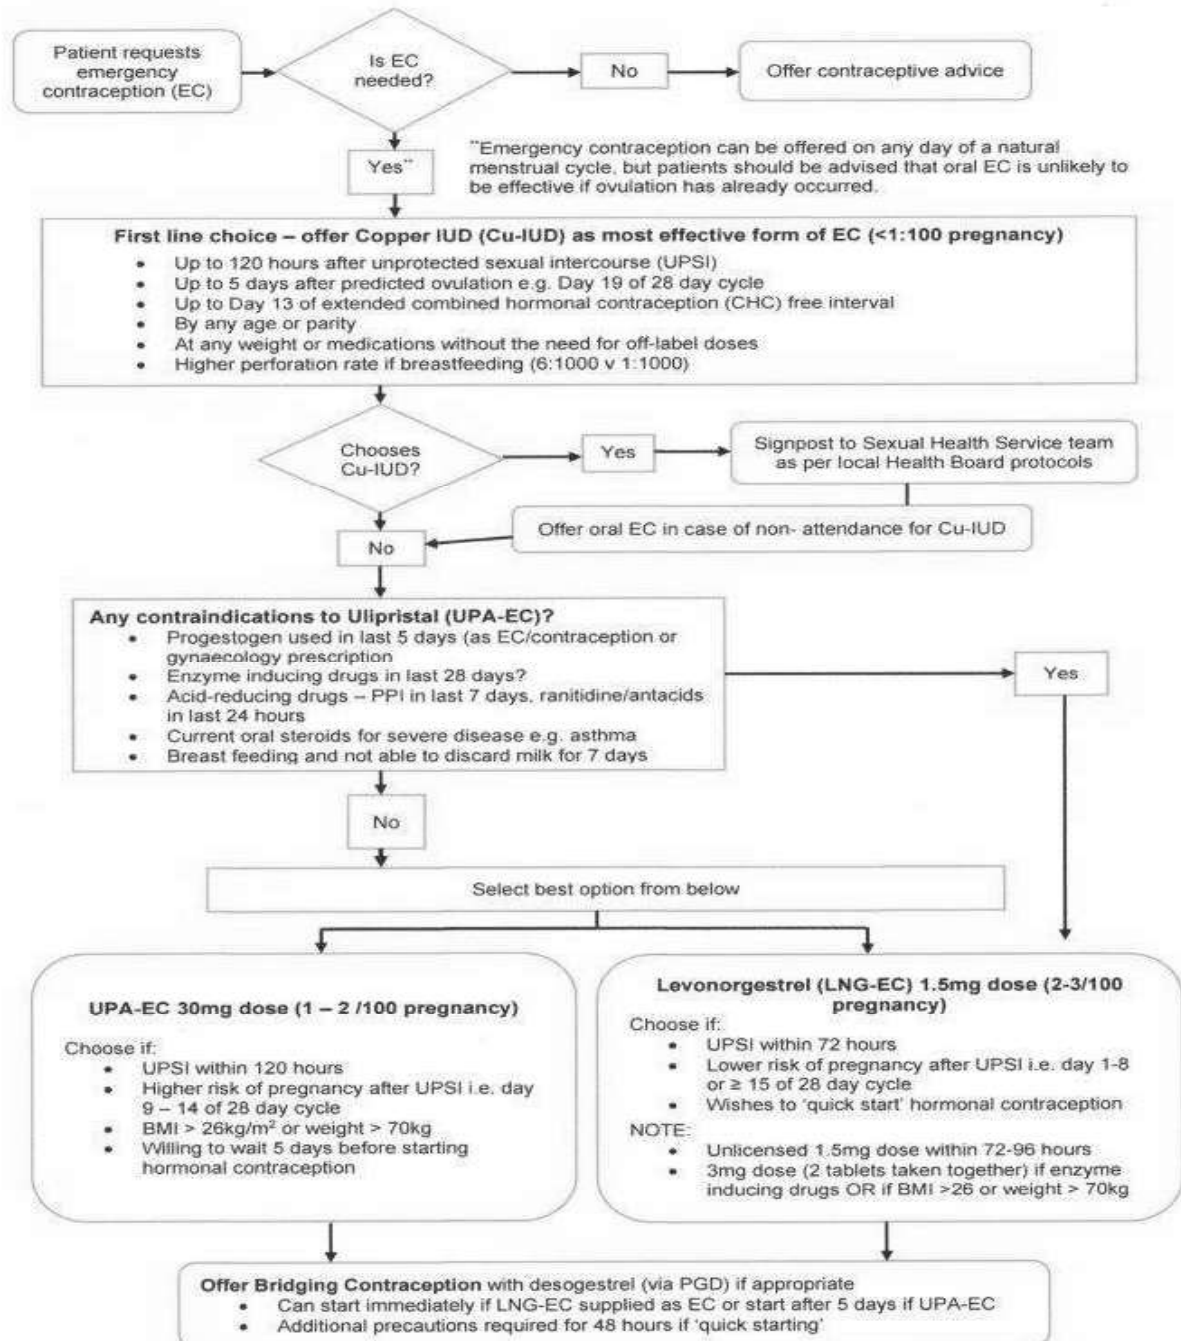 Patient requests
emergency
contraception (EC)
Is EC
needed?
No
Offer contraceptive advice
Yes**
**Emergency contraception can be offered on any day of a natural
menstrual cycle, but patients should be advised that oral EC is unlikely to
be effective if ovulation has already occurred.
First line choice – offer Copper IUD (Cu-IUD) as most effective form of EC (<1:100 pregnancy)
• Up to 120 hours after unprotected sexual intercourse (UPSI)
• Up to 5 days after predicted ovulation e.g. Day 19 of 28 day cycle
• Up to Day 13 of extended combined hormonal contraception (CHC) free interval
• By any age or parity
• At any weight or medications without the need for off-label doses
• Higher perforation rate if breastfeeding (6:1000 v 1:1000)
Chooses
Cu-IUD?
Yes
Signpost to Sexual Health Service team
as per local Health Board protocols
Offer oral EC in case of non- attendance for Cu-IUD
No
Any contraindications to Ulipristal (UPA-EC)?
• Progestogen used in last 5 days (as EC/contraception or
gynaecology prescription
• Enzyme inducing drugs in last 28 days?
• Acid-reducing drugs – PPI in last 7 days, ranitidine/antacids
in last 24 hours
• Current oral steroids for severe disease e.g. asthma
• Breast feeding and not able to discard milk for 7 days
Yes
No
Select best option from below
UPA-EC 30mg dose (1 – 2 /100 pregnancy)
Choose if:
• UPSI within 120 hours
• Higher risk of pregnancy after UPSI i.e. day
9 – 14 of 28 day cycle
• BMI > 26kg/m² or weight > 70kg
• Willing to wait 5 days before starting
hormonal contraception
Levonorgestrel (LNG-EC) 1.5mg dose (2-3/100
pregnancy)
Choose if:
• UPSI within 72 hours
• Lower risk of pregnancy after UPSI i.e. day 1-8
or ≥ 15 of 28 day cycle
• Wishes to 'quick start' hormonal contraception
NOTE:
• Unlicensed 1.5mg dose within 72-96 hours
• 3mg dose (2 tablets taken together) if enzyme
inducing drugs OR if BMI >26 or weight > 70kg
Offer Bridging Contraception with desogestrel (via PGD) if appropriate
• Can start immediately if LNG-EC supplied as EC or start after 5 days if UPA-EC
• Additional precautions required for 48 hours if 'quick starting'